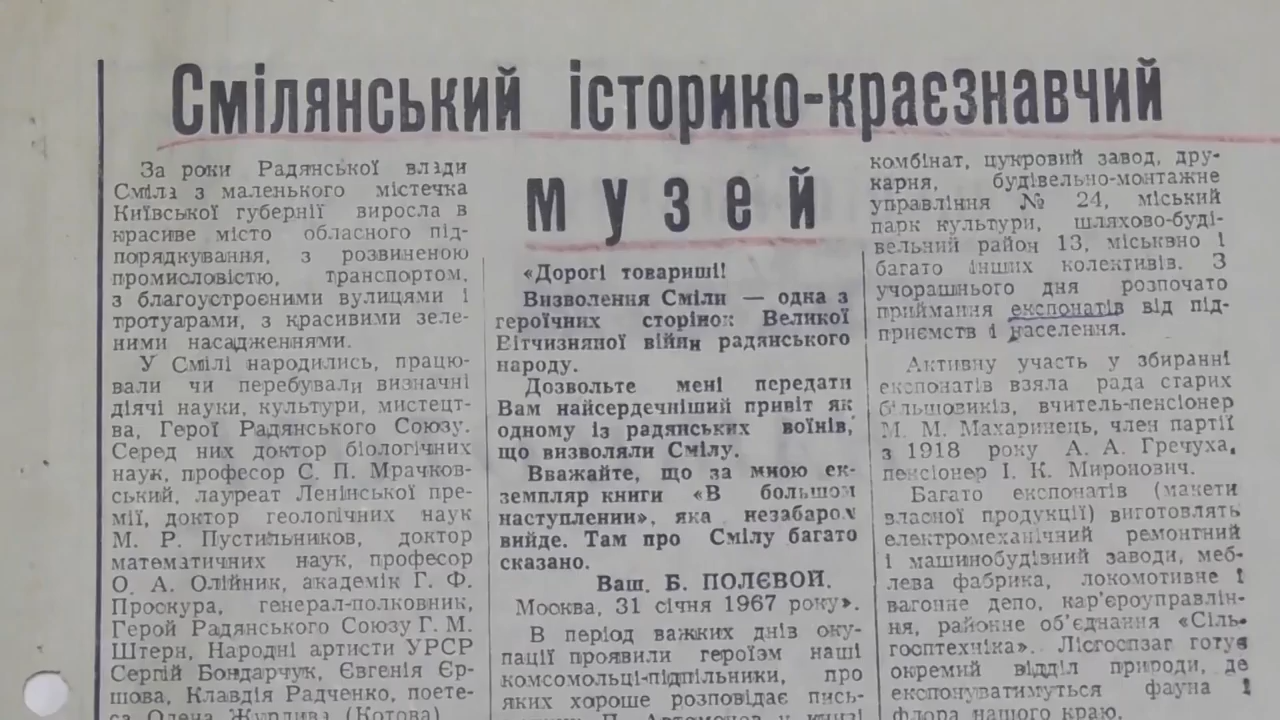 Смілянський історико-краєзнавчий
музей
За роки Радянської влади
Сміла з маленького містечка
Київської губернії виросла в
красиве місто обласного під-
порядкування, з розвиненою
промисловістю, транспортом,
з благоустроєними вулицями і
тротуарами, з красивими зеле-
ними насадженнями.
У Смілі народились, працю-
вали чи перебували визначні
діячі науки, культури, мистецт-
ва, Герої Радянського Союзу.
Серед них доктор біологічних
наук, професор С. П. Мрачков-
ський, лауреат Ленінської пре-
мії, доктор геологічних наук
М. Р. Пустильников, доктор
математичних наук, професор
О. А. Олійник, академік Г. Ф.
Проскура, генерал-полковник,
Герой Радянського Союзу Г. М.
Штерн, Народні артисти УРСР
Сергій Бондарчук, Євгенія Єр-
шова, Клавдія Радченко, поете-
са Олена Журлива (Котова)
«Дорогі товариші!
Визволення Сміли — одна з
героїчних сторінок Великої
Вітчизняної війни радянського
народу.
Дозвольте мені передати
Вам найсердечніший привіт як
одному із радянських воїнів,
що визволяли Смілу.
Вважайте, що за мною ек-
земпляр книги «В большом
наступлении», яка незабаром
вийде. Там про Смілу багато
сказано.
Ваш. Б. ПОЛЄВОЙ.
Москва, 31 січня 1967 року».
В період важких днів оку-
пації проявили героїзм наші
комсомольці-підпільники, про
яких хороше розповідає пись-
комбінат, цукровий завод, дру-
карня, будівельно-монтажне
управління № 24, міський
парк культури, шляхово-буді-
вельний район 13, міськвно і
багато інших колективів. З
учорашнього дня розпочато
приймання експонатів від під-
приємств і населення.
Активну участь у збиранні
експонатів взяла рада старих
більшовиків, вчитель-пенсіонер
М. М. Махаринець, член партії
з 1918 року А. А. Гречуха,
пенсіонер І. К. Миронович.
Багато експонатів (макети
власної продукції) виготовлять
електромеханічний ремонтний
і машинобудівний заводи, меб-
лева фабрика, локомотивне і
вагонне депо, кар'єроуправлін-
ня, районне об'єднання «Сіль-
госптехніка». Лісгоспзаг готує
окремий відділ природи, де
експонуватимуться фауна і
флора нашого краю.